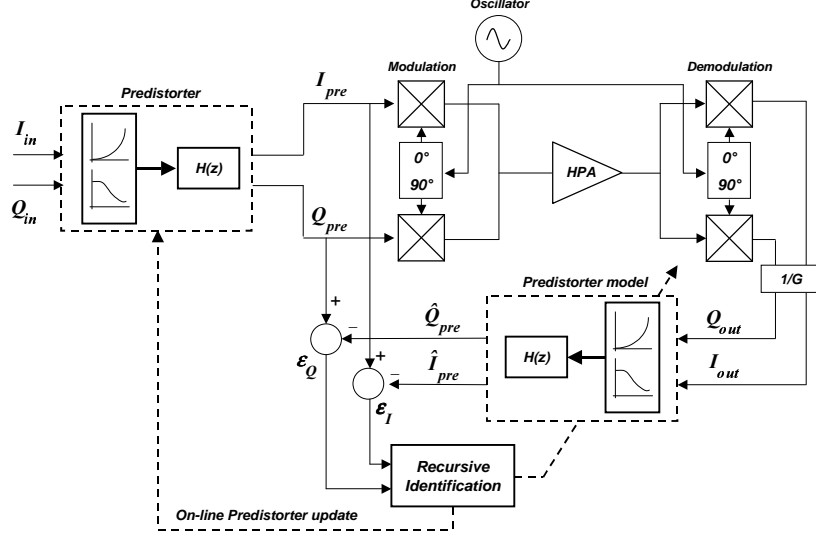 Oscillator
Modulation
Demodulation
Predistorter
I_pre
I_in
Q_in
H(z)
0°
90°
HPA
0°
90°
Q_pre
1/G
Predistorter model
+
−
Q̂_pre
Q_out
H(z)
ε_Q
+
−
Î_pre
I_out
ε_I
Recursive
Identification
On-line Predistorter update